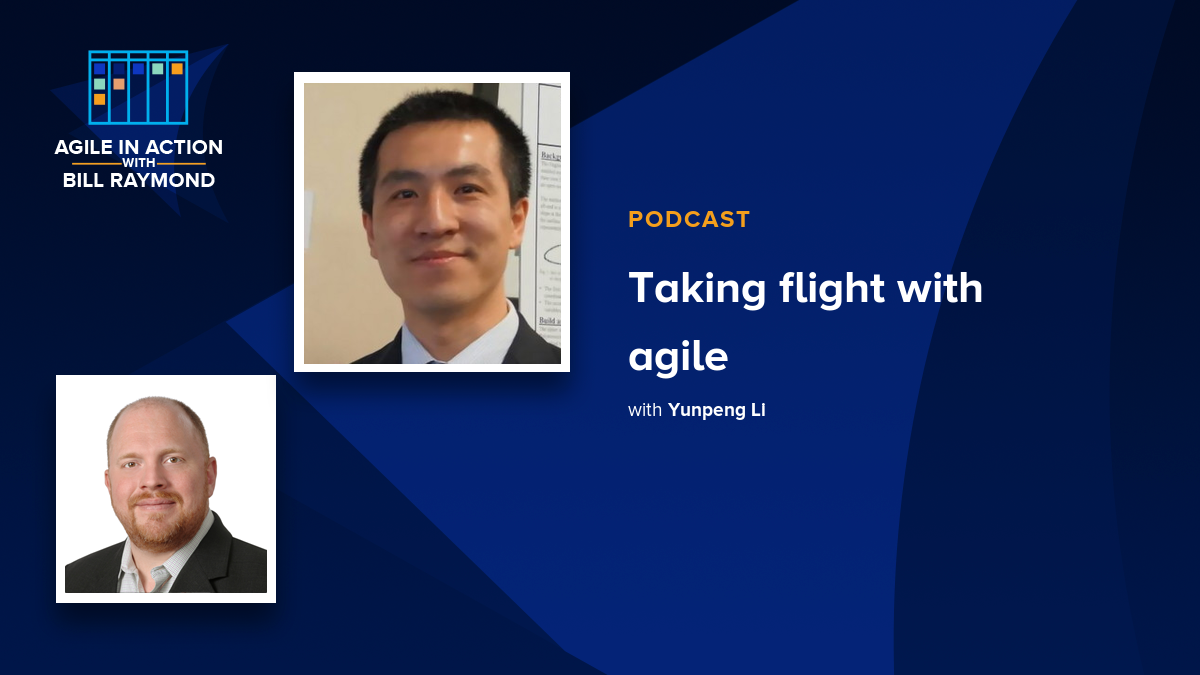 AGILE IN ACTION
WITH
BILL RAYMOND
PODCAST
Taking flight with
agile
with Yunpeng Li